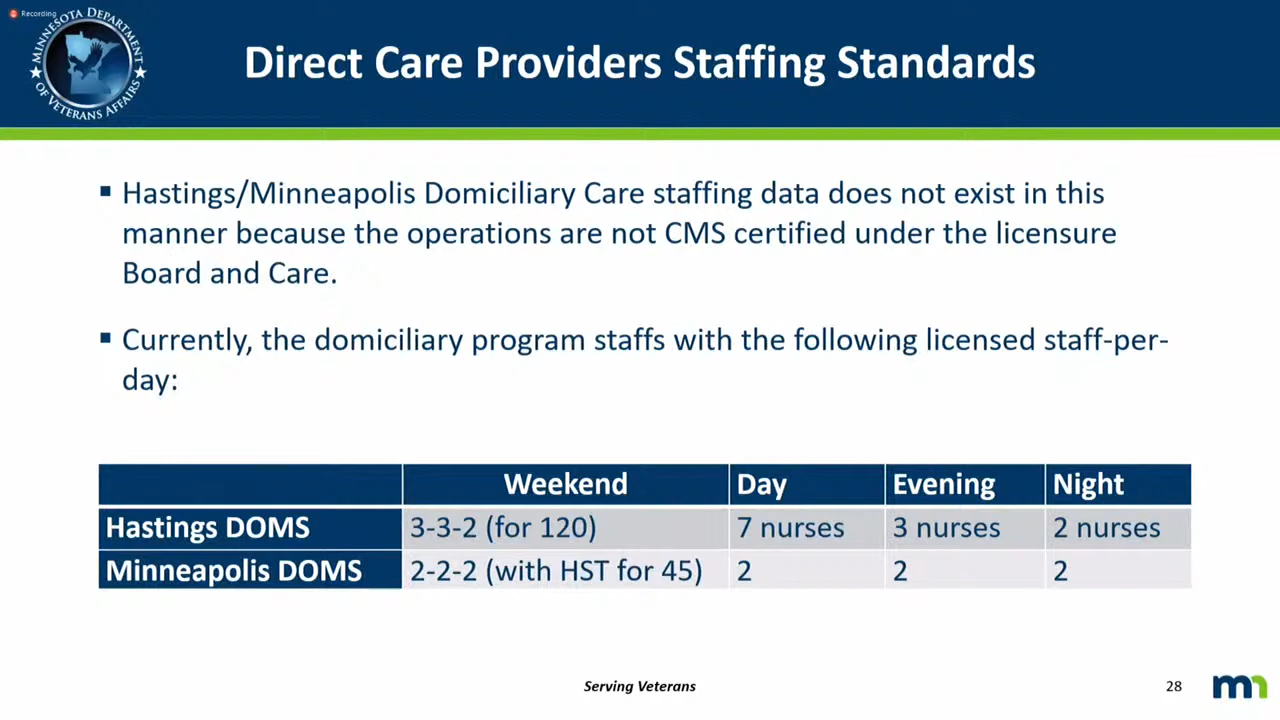 Recording
MINNESOTA DEPARTMENT
OF VETERANS AFFAIRS
Direct Care Providers Staffing Standards
▪ Hastings/Minneapolis Domiciliary Care staffing data does not exist in this
manner because the operations are not CMS certified under the licensure
Board and Care.
▪ Currently, the domiciliary program staffs with the following licensed staff-per-
day:
Weekend Day Evening Night
Hastings DOMS 3-3-2 (for 120) 7 nurses 3 nurses 2 nurses
Minneapolis DOMS 2-2-2 (with HST for 45) 2 2 2
Serving Veterans
28
mn